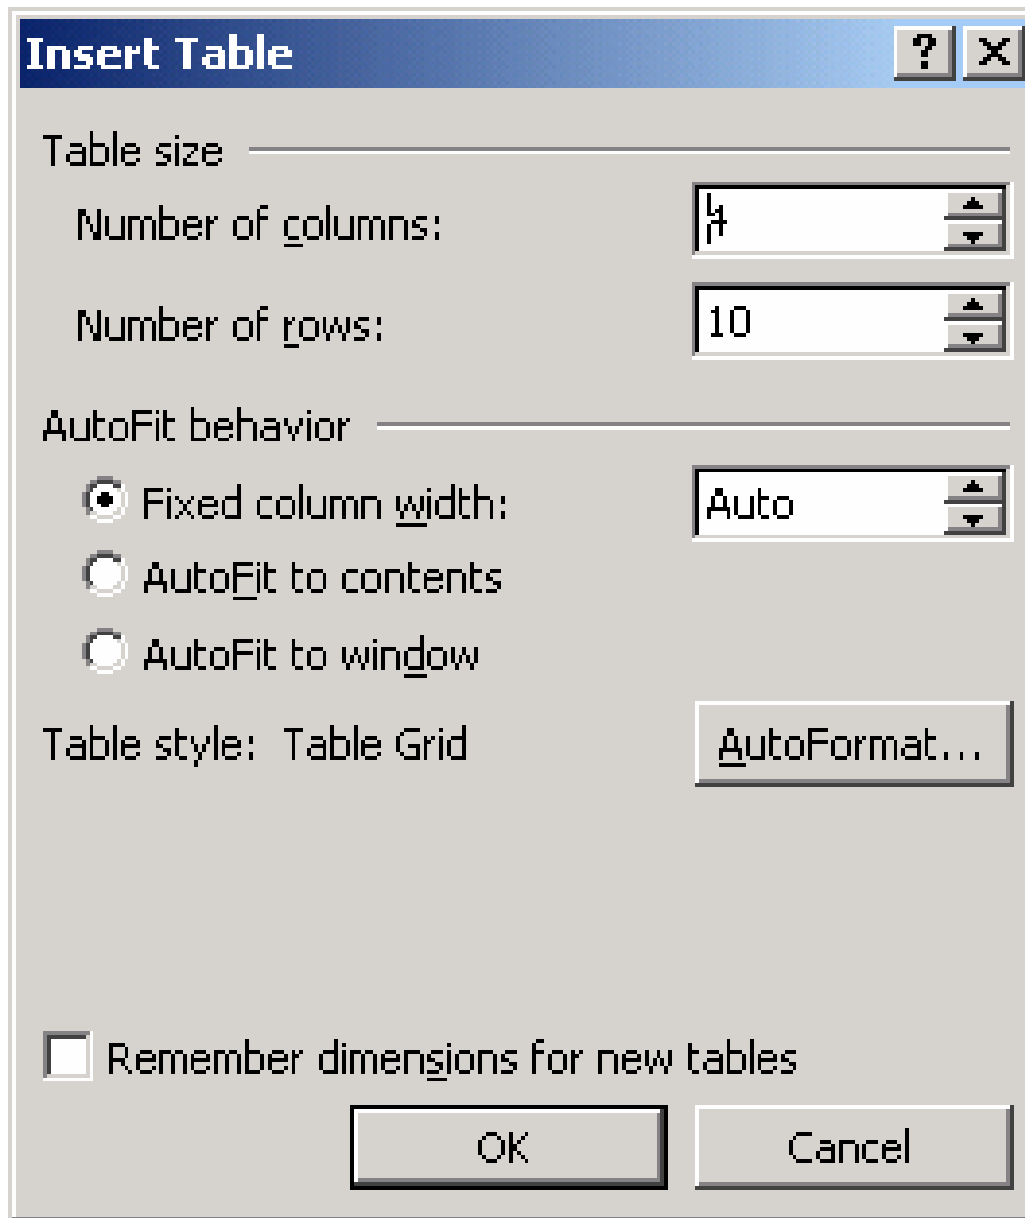 Insert Table
Table size
Number of columns: 4
Number of rows: 10
AutoFit behavior
Fixed column width: Auto
AutoFit to contents
AutoFit to window
Table style: Table Grid AutoFormat...
Remember dimensions for new tables
OK Cancel